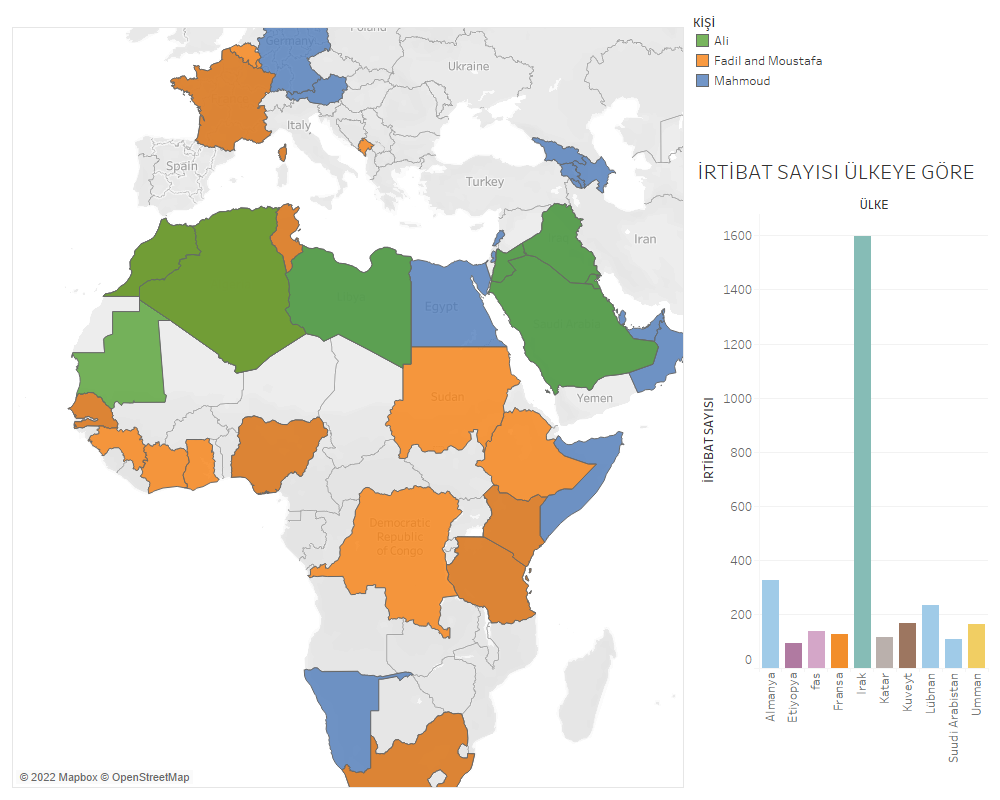 KİŞİ
Ali
Fadil and Moustafa
Mahmoud
Poland
Germany
Ukraine
Italy
Spain
Turkey
Iran
Egypt
Sudan
Yemen
Democratic
Republic
of Congo
© 2022 Mapbox © OpenStreetMap
İRTİBAT SAYISI ÜLKEYE GÖRE
ÜLKE
İRTİBAT SAYISI
1600
1400
1200
1000
800
600
400
200
0
Almanya
Etiyopya
fas
Fransa
Irak
Katar
Kuveyt
Lübnan
Suudi Arabistan
Umman